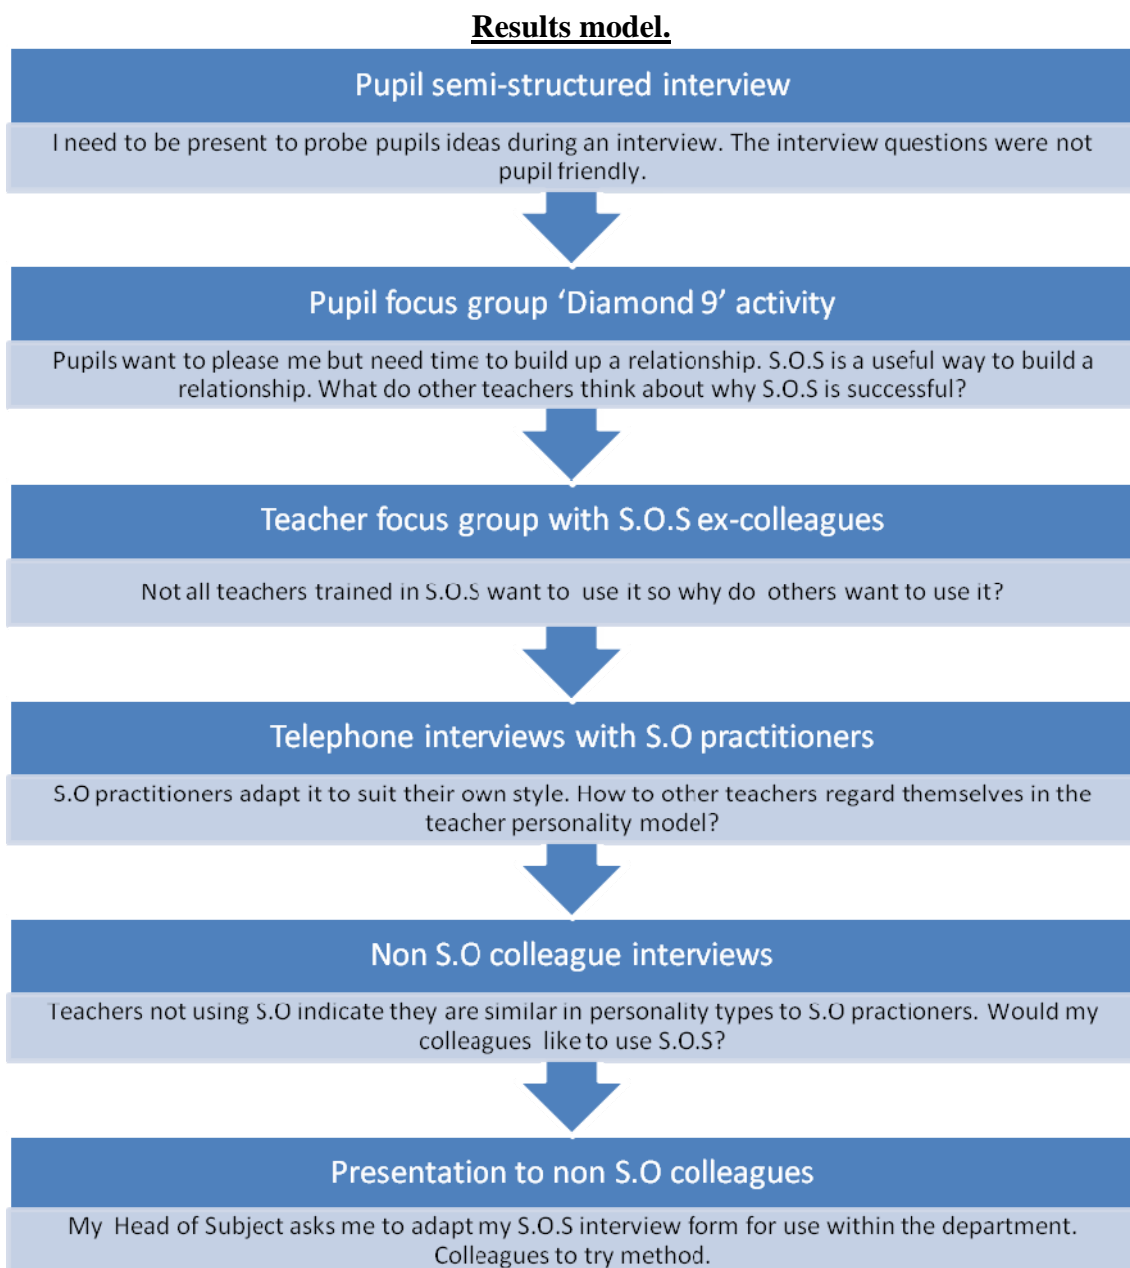 Results model.
Pupil semi-structured interview
I need to be present to probe pupils ideas during an interview. The interview questions were not
pupil friendly.
Pupil focus group ‘Diamond 9’ activity
Pupils want to please me but need time to build up a relationship. S.O.S is a useful way to build a
relationship. What do other teachers think about why S.O.S is successful?
Teacher focus group with S.O.S ex-colleagues
Not all teachers trained in S.O.S want to use it so why do others want to use it?
Telephone interviews with S.O practitioners
S.O practitioners adapt it to suit their own style. How to other teachers regard themselves in the
teacher personality model?
Non S.O colleague interviews
Teachers not using S.O indicate they are similar in personality types to S.O practioners. Would my
colleagues like to use S.O.S?
Presentation to non S.O colleagues
My Head of Subject asks me to adapt my S.O.S interview form for use within the department.
Colleagues to try method.